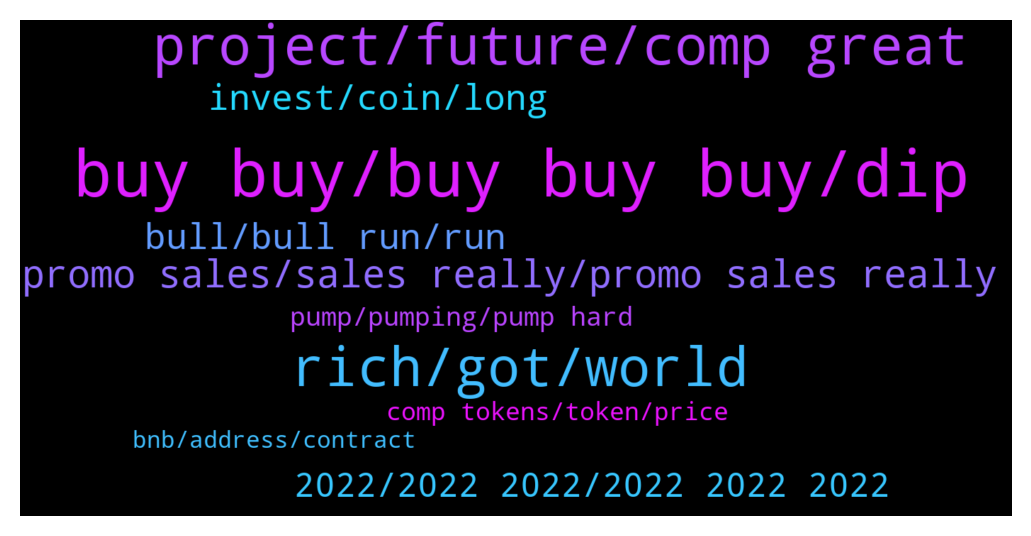 project/future/comp great
invest/coin/long
buy buy/buy buy buy/dip
bull/bull run/run
promo sales/sales really/promo sales really
pump/pumping/pump hard
rich/got/world
comp tokens/token/price
bnb/address/contract
2022/2022 2022/2022 2022 2022